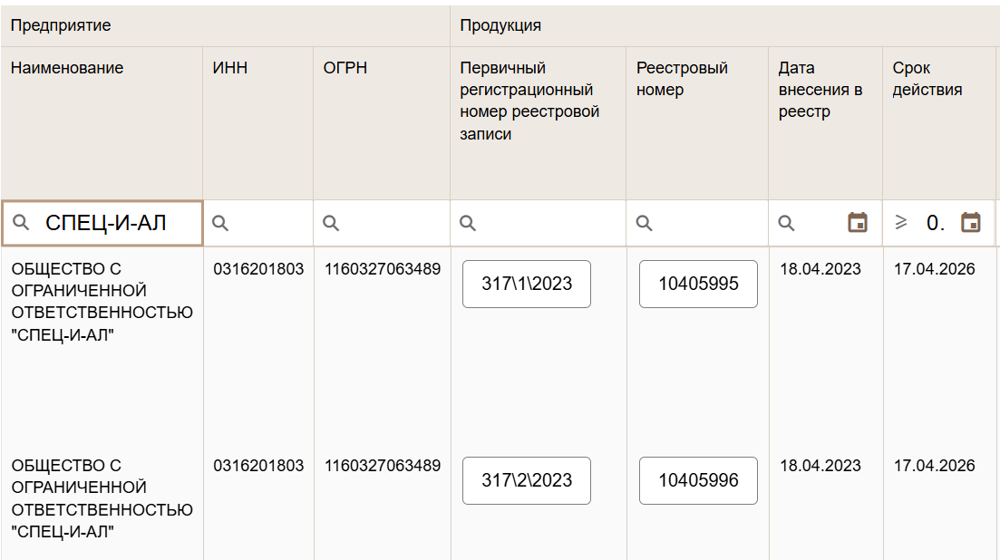 Предприятие
Продукция
Наименование
ИНН
ОГРН
Первичный
регистрационный
номер реестровой
записи
Реестровый
номер
Дата
внесения в
реестр
Срок
действия
СПЕЦ-И-АЛ
⩾ 0.
ОБЩЕСТВО С
ОГРАНИЧЕННОЙ
ОТВЕТСТВЕННОСТЬЮ
"СПЕЦ-И-АЛ"
0316201803
1160327063489
317\1\2023
10405995
18.04.2023
17.04.2026
ОБЩЕСТВО С
ОГРАНИЧЕННОЙ
ОТВЕТСТВЕННОСТЬЮ
"СПЕЦ-И-АЛ"
0316201803
1160327063489
317\2\2023
10405996
18.04.2023
17.04.2026